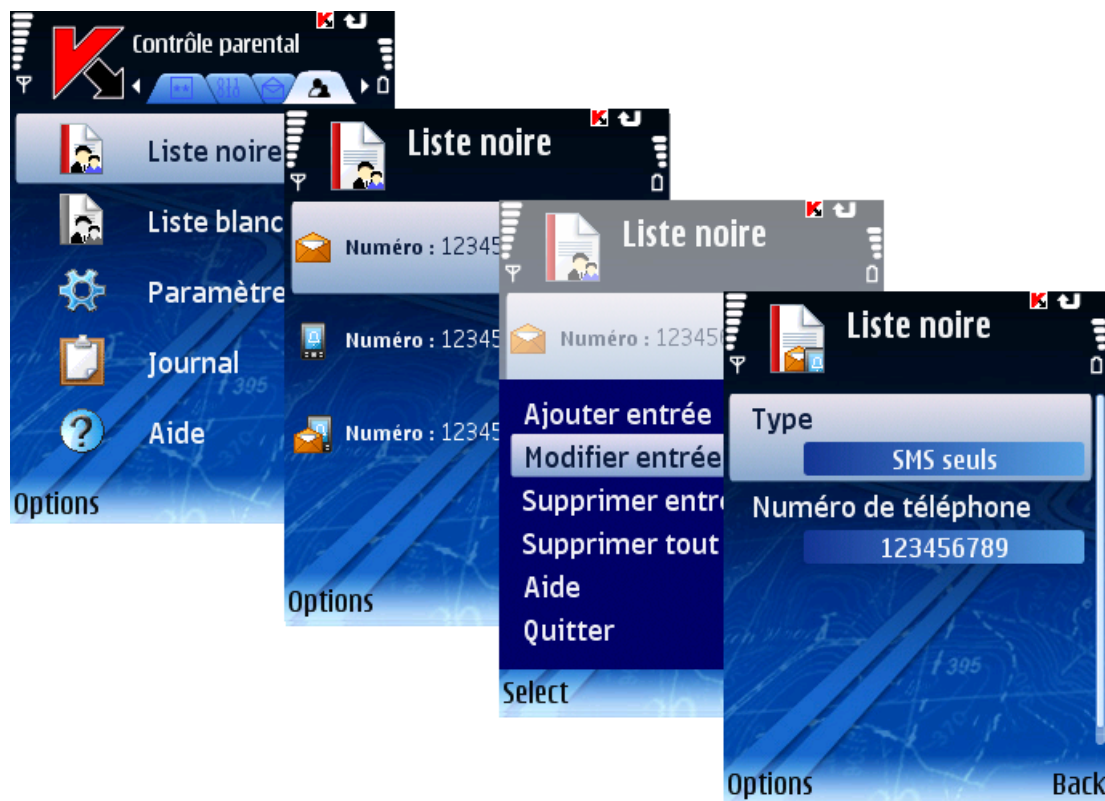 Contrôle parental
Liste noire
Liste blanc
Paramètre
395
Journal
Aide
Options
Liste noire
Numéro : 12345
Numéro : 12345
Numéro : 12345
Options
Liste noire
Numéro : 123456
Ajouter entrée
Modifier entrée
Supprimer entr
Supprimer tout
Aide
Quitter
Select
Liste noire
Type
SMS seuls
Numéro de téléphone
123456789
395
Options
Back